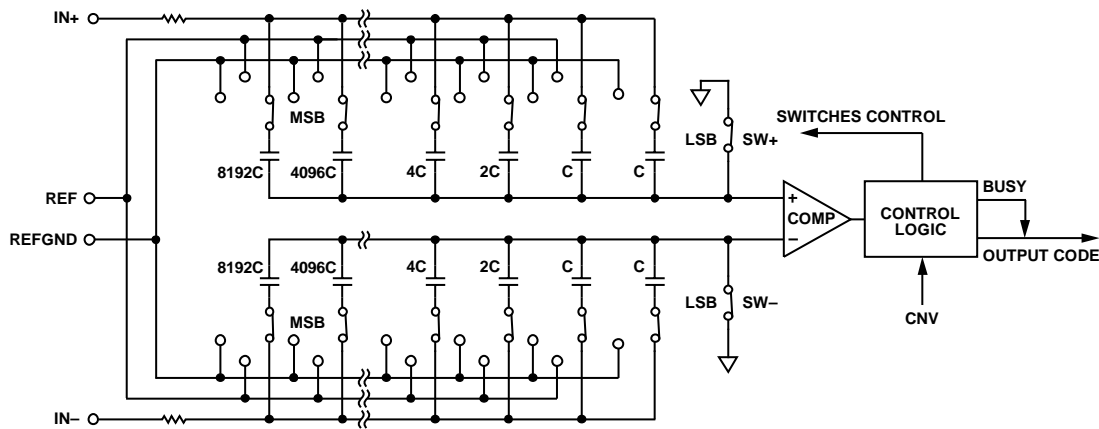 IN+
MSB
8192C 4096C 4C 2C C C
LSB SW+
SWITCHES CONTROL
REF
REFGND
+
COMP
−
CONTROL
LOGIC
BUSY
OUTPUT CODE
CNV
8192C 4096C 4C 2C C C
MSB
LSB SW−
IN−